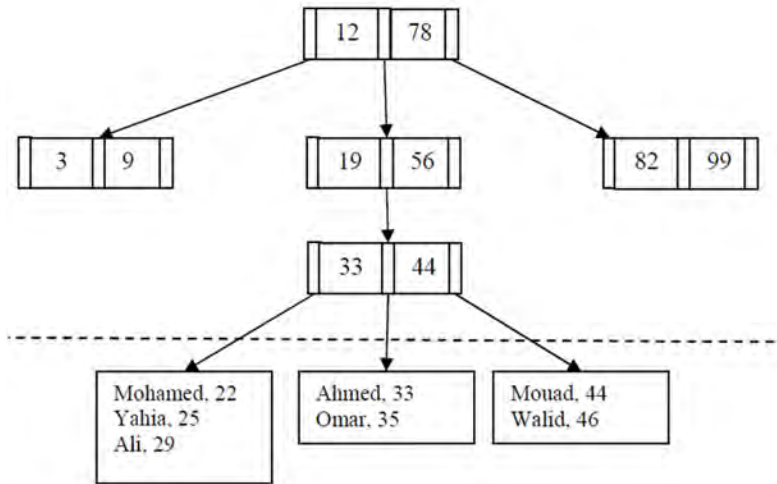 12 78
3 9
19 56
82 99
33 44
Mohamed, 22
Yahia, 25
Ali, 29
Ahmed, 33
Omar, 35
Mouad, 44
Walid, 46